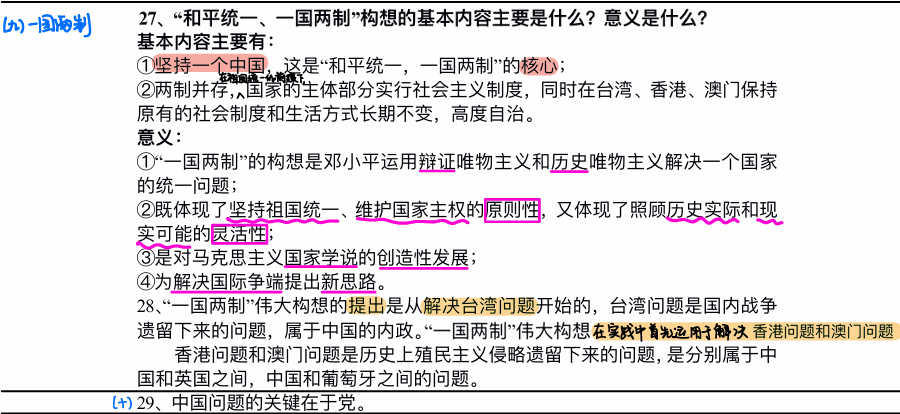 (九)一国两制
27、“和平统一、一国两制”构想的基本内容主要是什么？意义是什么？
基本内容主要有：
①坚持一个中国，这是“和平统一，一国两制”的核心；
在祖国统一的前提下
②两制并存，国家的主体部分实行社会主义制度，同时在台湾、香港、澳门保持
原有的社会制度和生活方式长期不变，高度自治。
意义：
①“一国两制”的构想是邓小平运用辩证唯物主义和历史唯物主义解决一个国家
的统一问题；
②既体现了坚持祖国统一、维护国家主权的原则性，又体现了照顾历史实际和现
实可能的灵活性；
③是对马克思主义国家学说的创造性发展；
④为解决国际争端提出新思路。
28、“一国两制”伟大构想的提出是从解决台湾问题开始的，台湾问题是国内战争
遗留下来的问题，属于中国的内政。“一国两制”伟大构想在实践中首先运用于解决 香港问题和澳门问题
香港问题和澳门问题是历史上殖民主义侵略遗留下来的问题，是分别属于中
国和英国之间，中国和葡萄牙之间的问题。
(十) 29、中国问题的关键在于党。